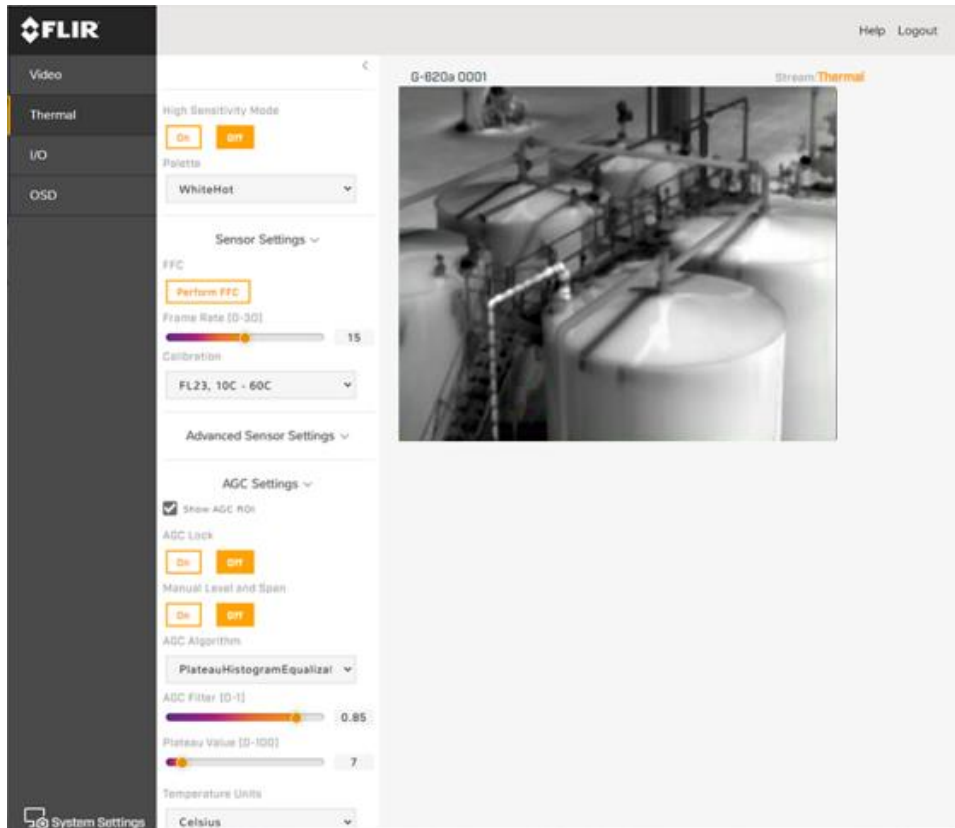 FLIR
Help Logout
Video
Thermal
I/O
OSD
System Settings
High Sensitivity Mode
On Off
Palette
WhiteHot
Sensor Settings
FFC
Perform FFC
Frame Rate [0-30]
15
Calibration
FL23, 10C - 60C
Advanced Sensor Settings
AGC Settings
Show AGC ROI
AGC Lock
On Off
Manual Level and Span
On Off
AGC Algorithm
PlateauHistogramEqualizat
AGC Filter [0-1]
0.85
Plateau Value [0-100]
7
Temperature Units
Celsius
G-620a 0001
Stream:Thermal